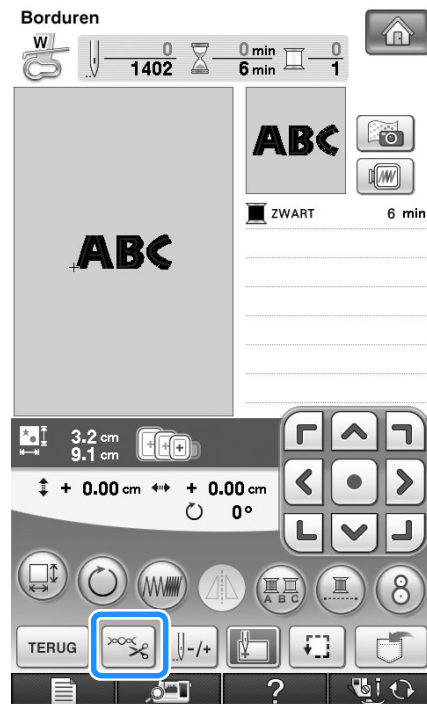 Borduren
W
0
1402
0 min
6 min
0
1
ABC
ABC
ZWART 6 min
3.2 cm
9.1 cm
+ 0.00 cm + 0.00 cm
0°
A B C
8
TERUG
-/+
?